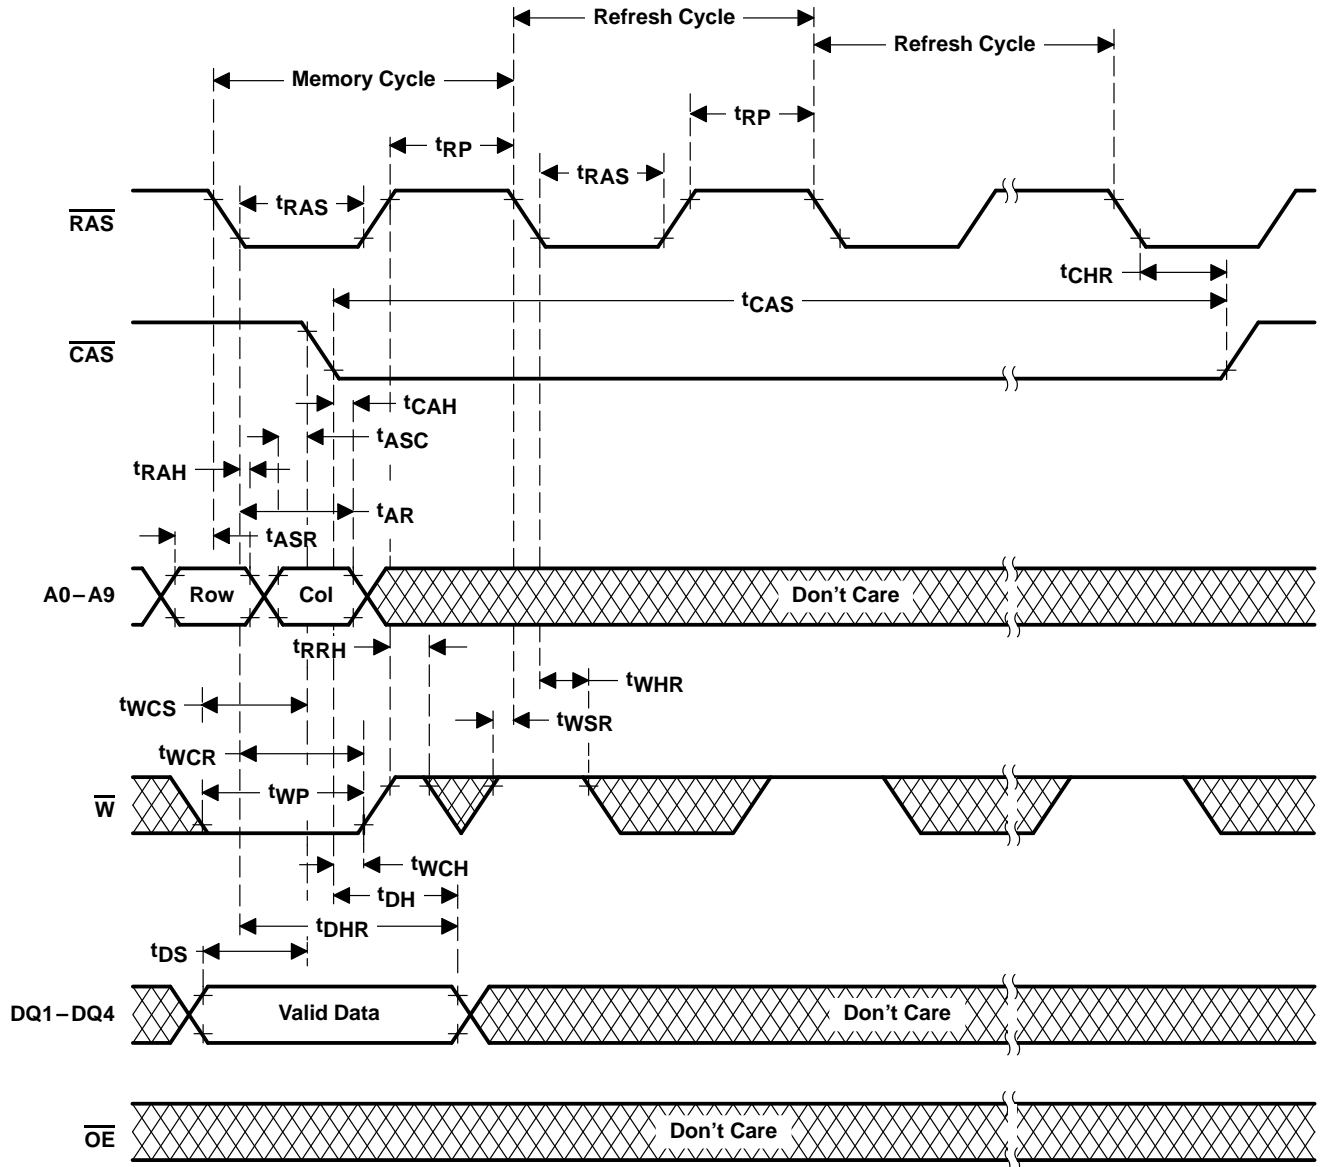 Refresh Cycle
Refresh Cycle
Memory Cycle
tRP
tRP
tRAS
tRAS
RAS
tCHR
tCAS
CAS
tCAH
tASC
tRAH
tAR
tASR
A0–A9
Row
Col
Don't Care
tRRH
tWHR
tWCS
tWSR
tWCR
tWP
W
tWCH
tDH
tDHR
tDS
DQ1–DQ4
Valid Data
Don't Care
OE
Don't Care